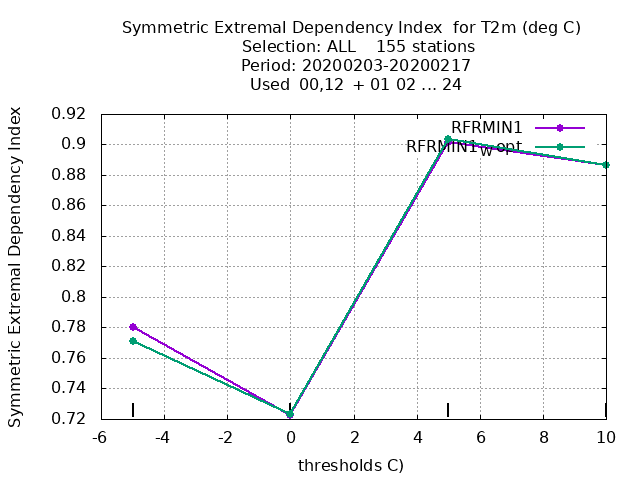 Symmetric Extremal Dependency Index  for T2m (deg C)
Selection: ALL    155 stations
Period: 20200203-20200217
Used  00,12  + 01 02 ... 24
Symmetric Extremal Dependency Index
0.92
0.9
0.88
0.86
0.84
0.82
0.8
0.78
0.76
0.74
0.72
RFRMIN1
RFRMIN1w opt
-6
-4
-2
0
2
4
6
8
10
thresholds C)